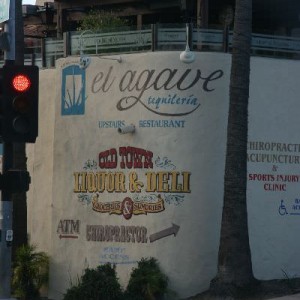 el agave
tequileria
UPSTAIRS RESTAURANT
OLD TOWN
LIQUOR & DELI
&
ATM CHIROPRACTOR
CHIROPRACTIC
ACUPUNCTURE
&
SPORTS INJURY
CLINIC